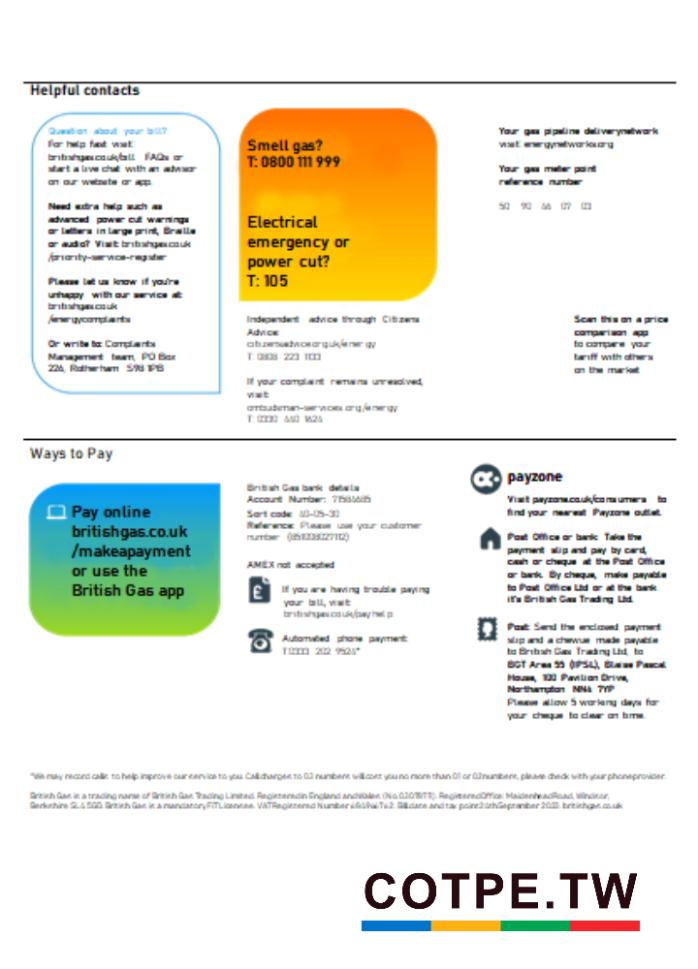 Helpful contacts
Question about your bill?
For help fast visit:
britishgas.co.uk/bill FAQs or
start a live chat with an advisor
on our website or app.
Need extra help such as
advanced power cut warnings
or letters in large print, Braille
or audio? Visit: britishgas.co.uk
/priority-service-register
Please let us know if you're
unhappy with our service at:
britishgas.co.uk
/energycomplaints
Or write to: Complaints
Management team, PO Box
226, Rotherham S98 1PB
Smell gas?
T: 0800 111 999
Electrical
emergency or
power cut?
T: 105
Independent advice through Citizens
Advice:
citizensadvice.org.uk/energy
T: 0808 223 1133
If your complaint remains unresolved,
visit:
ombudsman-services.org/energy
T: 0330 440 1624
Your gas pipeline deliverynetwork
visit: energynetworks.org
Your gas meter point
reference number
50 90 46 07 03
Scan this on a price
comparison app
to compare your
tariff with others
on the market
Ways to Pay
Pay online
britishgas.co.uk
/makeapayment
or use the
British Gas app
British Gas bank details
Account Number:
Sort code: 40-05-30
Reference: Please use your customer
number
AMEX not accepted
If you are having trouble paying
your bill, visit:
britishgas.co.uk/payhelp
Automated phone payment:
T:0333 202 9524*
payzone
Visit payzone.co.uk/consumers to
find your nearest Payzone outlet.
Post Office or bank: Take the
payment slip and pay by card,
cash or cheque at the Post Office
or bank. By cheque, make payable
to Post Office Ltd or at the bank
it's British Gas Trading Ltd.
Post: Send the enclosed payment
slip and a chewue made payable
to British Gas Trading Ltd, to
BGT Area 55 (IPSL), Blaise Pascal
House, 100 Pavilion Drive,
Northampton NN4 7YP
Please allow 5 working days for
your cheque to clear on time.
*We may record calls to help improve our service to you. Call charges to 03 numbers will cost you no more than 01 or 02 numbers, please check with your phone provider.
British Gas is a trading name of British Gas Trading Limited. Registered in England and Wales (No. Registered Office: Maidenhead Road, Windsor,
Berkshire SL4 5GD. British Gas is a mandatory FIT Licensee. VAT Registered Number Bill date and tax point September britishgas.co.uk
COTPE.TW